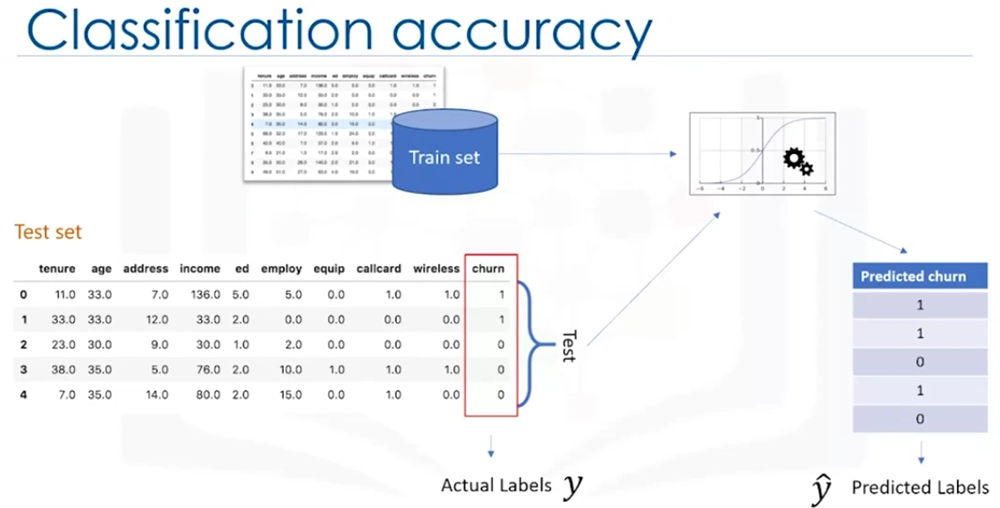 Classification accuracy
tenure age address income ed employ equip callcard wireless churn
Train set
1
0.5
0
-6 -4 -2 0 2 4 6
Test set
tenure age address income ed employ equip callcard wireless churn
0 11.0 33.0 7.0 136.0 5.0 5.0 0.0 1.0 1.0 1
1 33.0 33.0 12.0 33.0 2.0 0.0 0.0 0.0 0.0 1
2 23.0 30.0 9.0 30.0 1.0 2.0 0.0 0.0 0.0 0
3 38.0 35.0 5.0 76.0 2.0 10.0 1.0 1.0 1.0 0
4 7.0 35.0 14.0 80.0 2.0 15.0 0.0 1.0 0.0 0
Test
Predicted churn
1
1
0
1
0
Actual Labels y
ŷ Predicted Labels